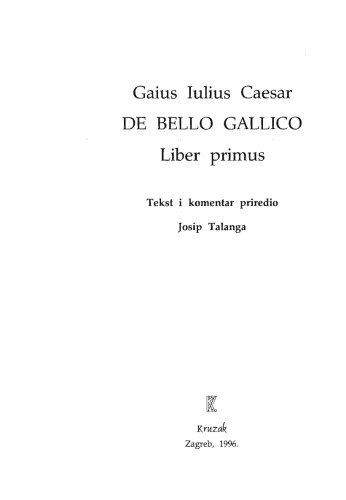 Gaius Iulius Caesar
DE BELLO GALLICO
Liber primus
Tekst i komentar priredio
Josip Talanga
K
Kruzak
Zagreb, 1996.